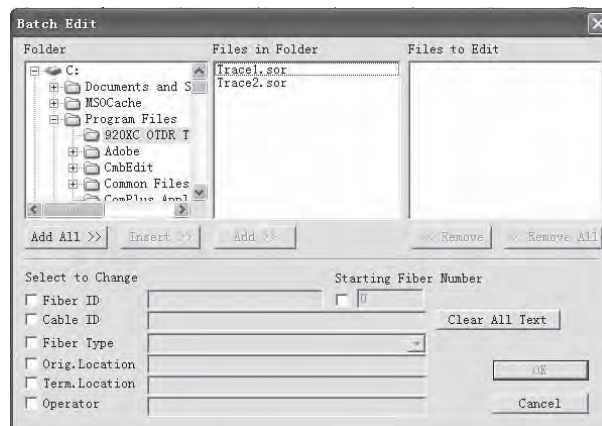 Batch Edit
Folder
Files in Folder
Files to Edit
C:
Documents and S
MSOCache
Program Files
920XC OTDR T
Adobe
CmbEdit
Common Files
ComPlus Appl
Trace1.sor
Trace2.sor
Add All >>
Insert >>
Add >>
<< Remove
<< Remove All
Select to Change
Starting Fiber Number
Fiber ID
0
Cable ID
Clear All Text
Fiber Type
Orig.Location
Term.Location
OK
Operator
Cancel